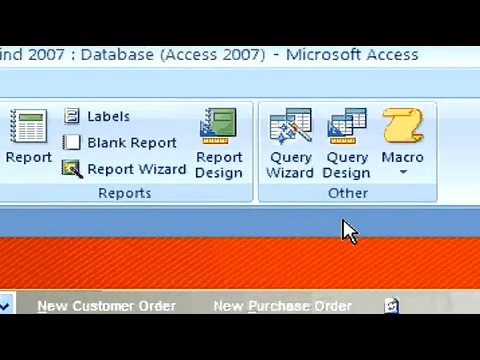 ind 2007 : Database (Access 2007) - Microsoft Access
Report
Labels
Blank Report
Report Wizard
Report
Design
Reports
Query
Wizard
Query
Design
Macro
Other
New Customer Order
New Purchase Order